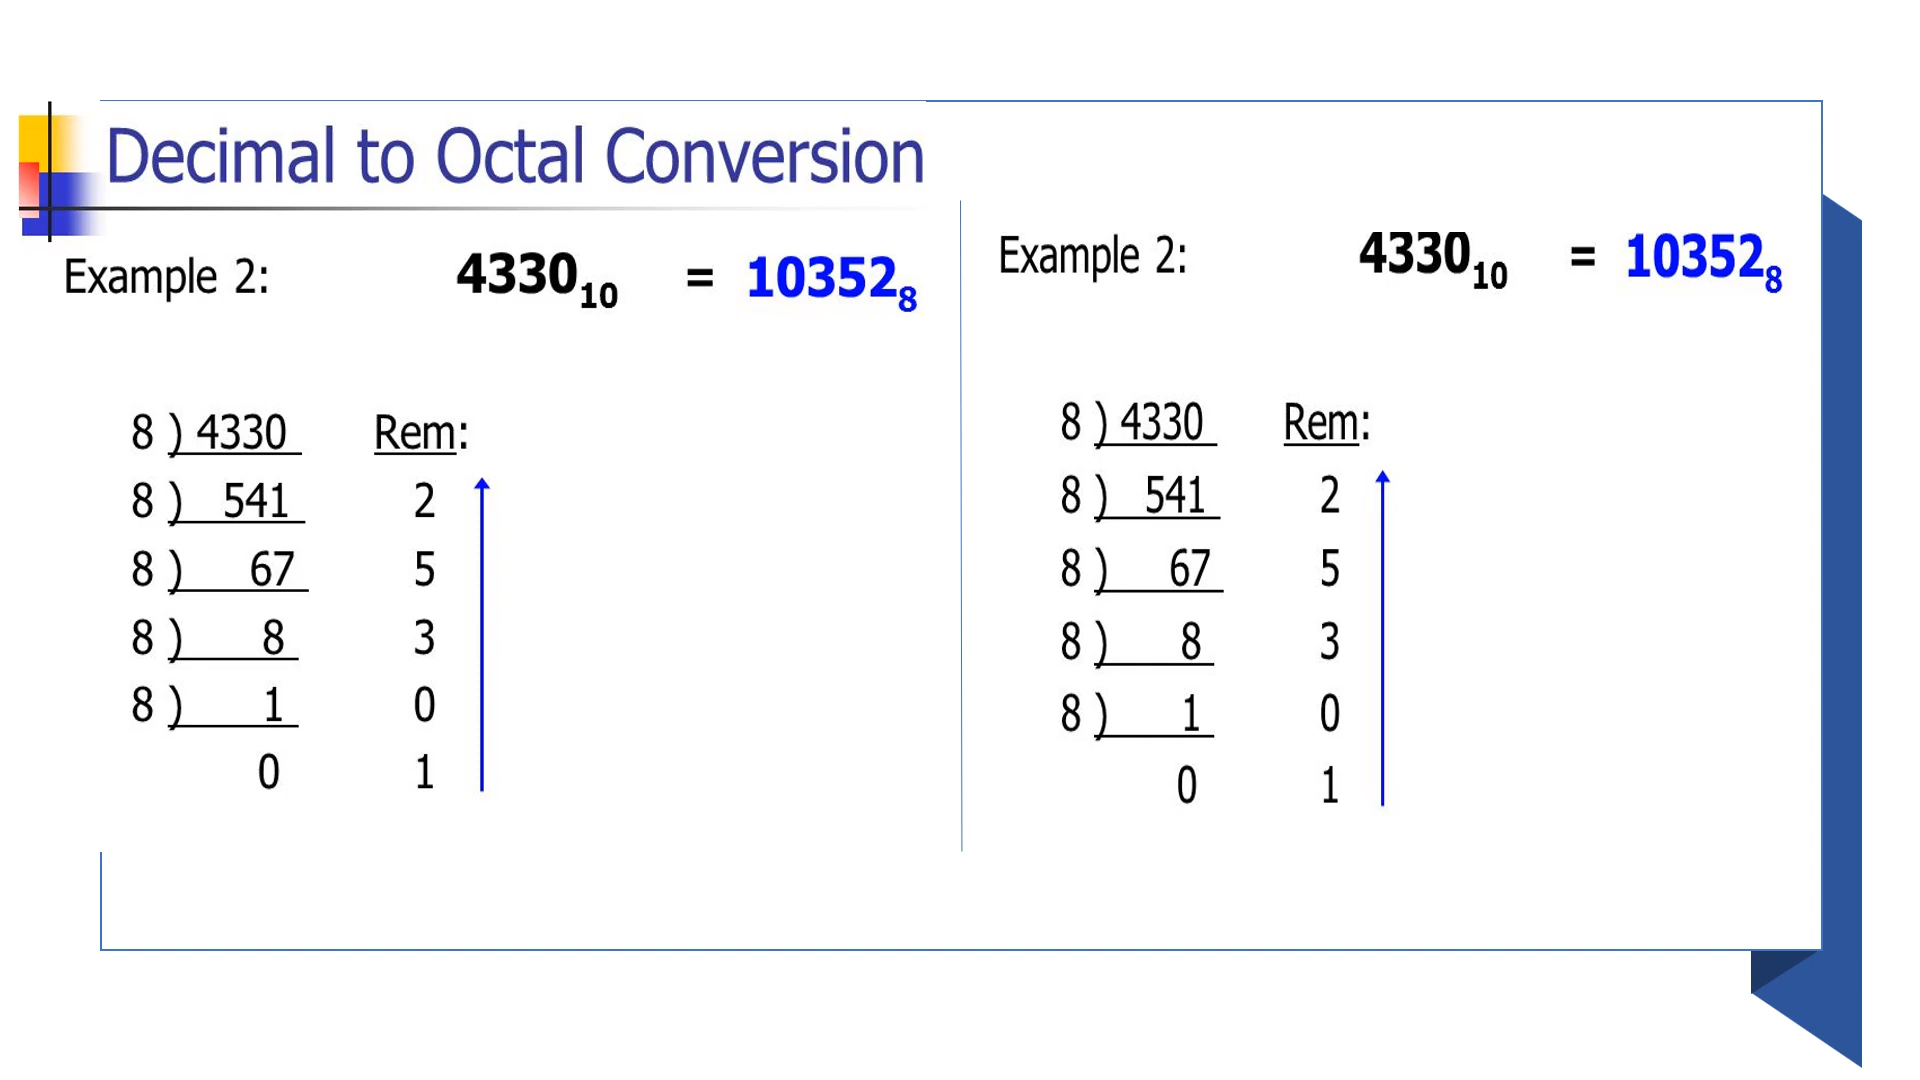 Decimal to Octal Conversion
Example 2: 4330₁₀ = 10352₈
8 ) 4330 Rem:
8 ) 541 2
8 ) 67 5
8 ) 8 3
8 ) 1 0
0 1
Example 2: 4330₁₀ = 10352₈
8 ) 4330 Rem:
8 ) 541 2
8 ) 67 5
8 ) 8 3
8 ) 1 0
0 1